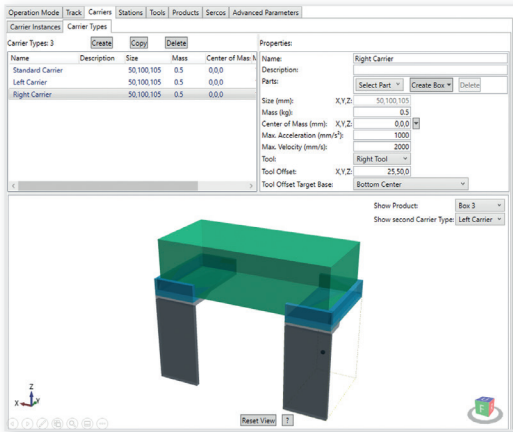 Operation Mode Track Carriers Stations Tools Products Sercos Advanced Parameters
Carrier Instances Carrier Types
Carrier Types: 3 Create Copy Delete
Name Description Size Mass Center of Mass M
Standard Carrier 50,100,105 0.5 0,0,0
Left Carrier 50,100,105 0.5 0,0,0
Right Carrier 50,100,105 0.5 0,0,0
Properties:
Name: Right Carrier
Description:
Parts: Select Part Create Box Delete
Size (mm): X,Y,Z: 50,100,105
Mass (kg): 0.5
Center of Mass (mm): X,Y,Z: 0,0,0
Max. Acceleration (mm/s²): 1000
Max. Velocity (mm/s): 2000
Tool: Right Tool
Tool Offset: X,Y,Z: 25,50,0
Tool Offset Target Base: Bottom Center
Show Product: Box 3
Show second Carrier Type: Left Carrier
Z
X Y
Reset View ?
F